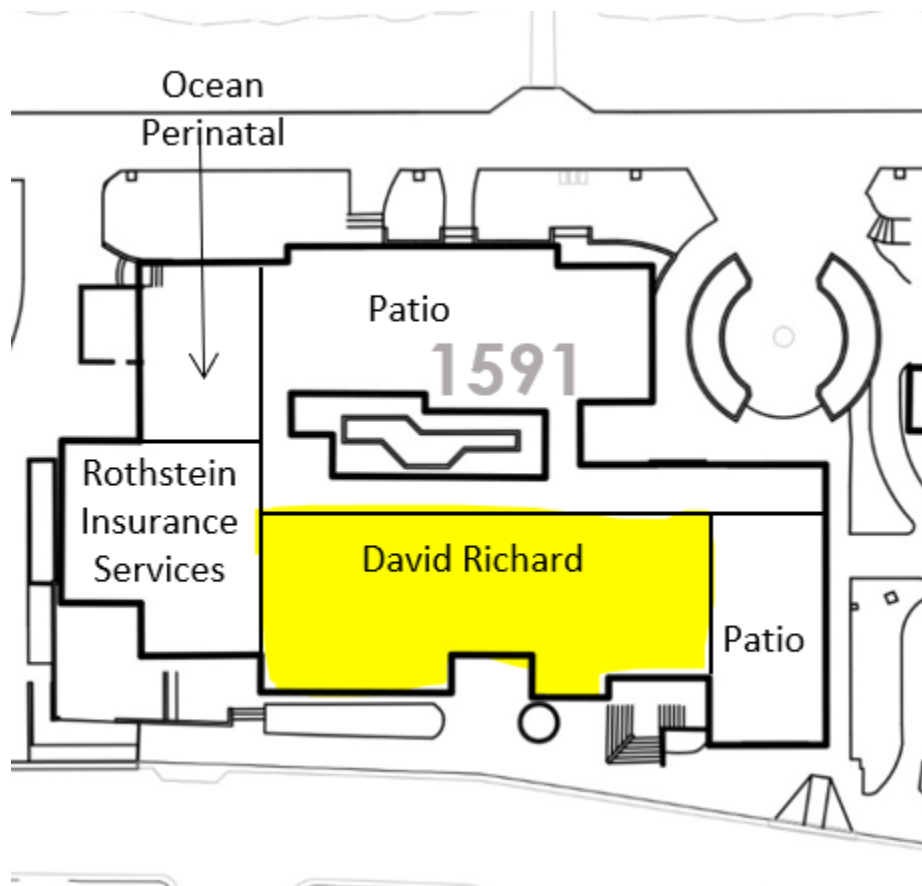 Ocean
Perinatal
Patio
1591
Rothstein
Insurance
Services
David Richard
Patio